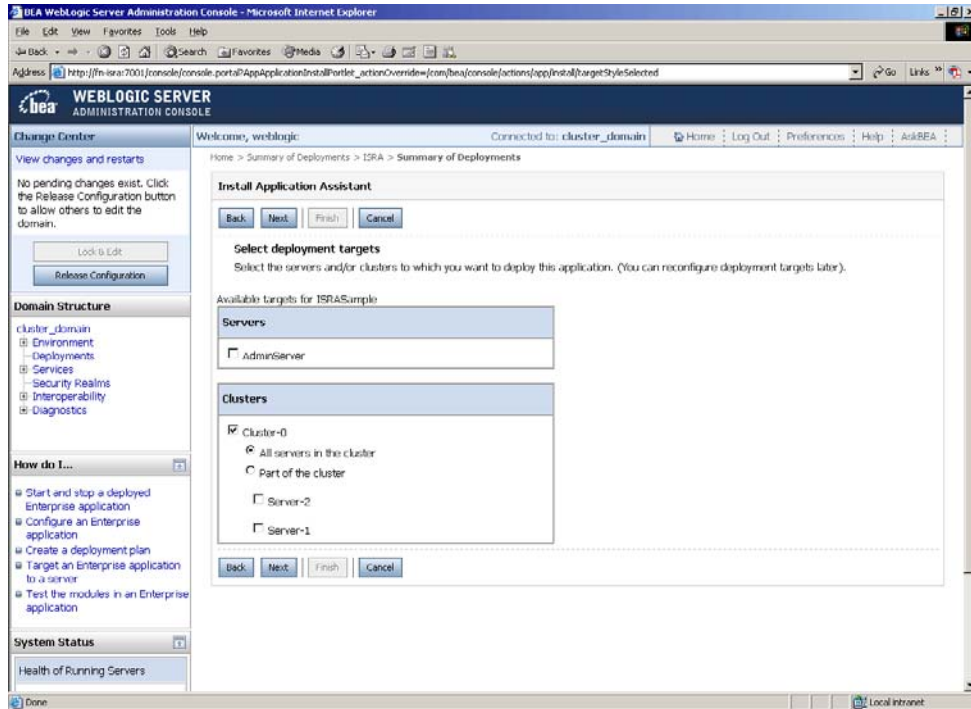 BEA WebLogic Server Administration Console - Microsoft Internet Explorer
File Edit View Favorites Tools Help
Back Search Favorites Media
Address http://fn-isra:7001/console/console.portal?AppApplicationInstallPortlet_actionOverride=/com/bea/console/actions/app/install/targetStyleSelected Go Links »
bea WEBLOGIC SERVER
ADMINISTRATION CONSOLE
Change Center
View changes and restarts
No pending changes exist. Click
the Release Configuration button
to allow others to edit the
domain.
Lock & Edit
Release Configuration
Domain Structure
cluster_domain
Environment
Deployments
Services
Security Realms
Interoperability
Diagnostics
How do I...
Start and stop a deployed
Enterprise application
Configure an Enterprise
application
Create a deployment plan
Target an Enterprise application
to a server
Test the modules in an Enterprise
application
System Status
Health of Running Servers
Welcome, weblogic Connected to: cluster_domain Home Log Out Preferences Help AskBEA
Home > Summary of Deployments > ISRA > Summary of Deployments
Install Application Assistant
Back Next Finish Cancel
Select deployment targets
Select the servers and/or clusters to which you want to deploy this application. (You can reconfigure deployment targets later).
Available targets for ISRASample
Servers
AdminServer
Clusters
Cluster-0
All servers in the cluster
Part of the cluster
Server-2
Server-1
Back Next Finish Cancel
Done Local intranet